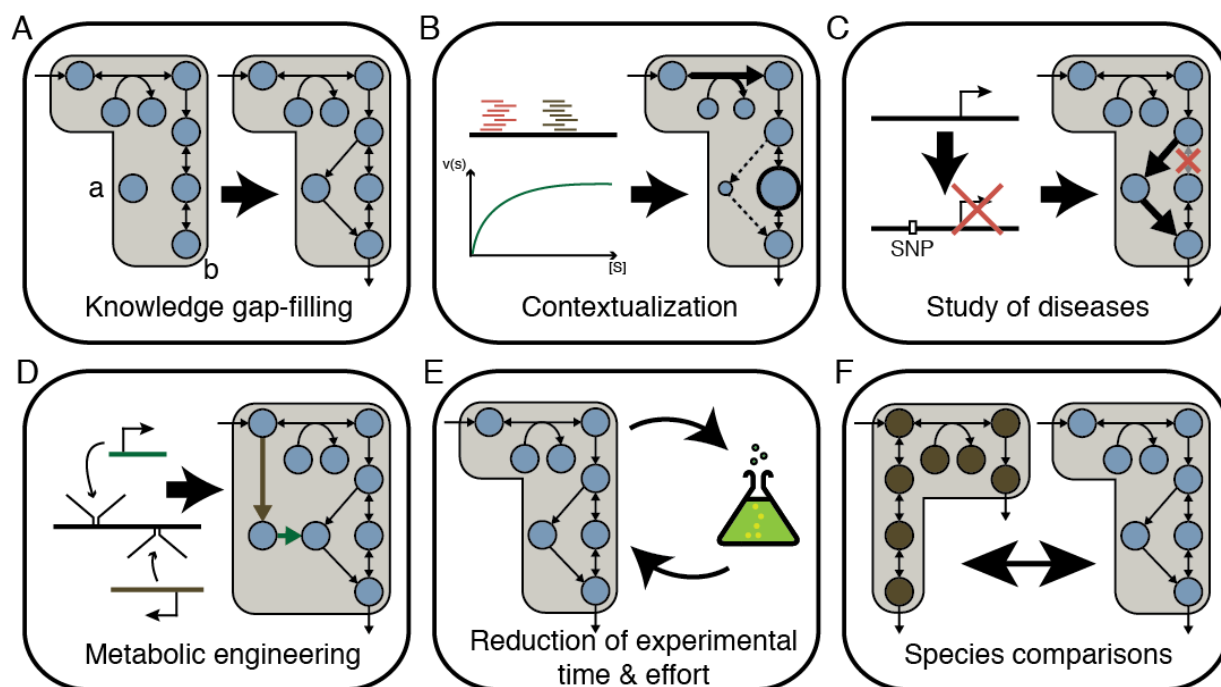 A
a
b
Knowledge gap-filling
B
v(s)
[S]
Contextualization
C
SNP
Study of diseases
D
Metabolic engineering
E
Reduction of experimental
time & effort
F
Species comparisons